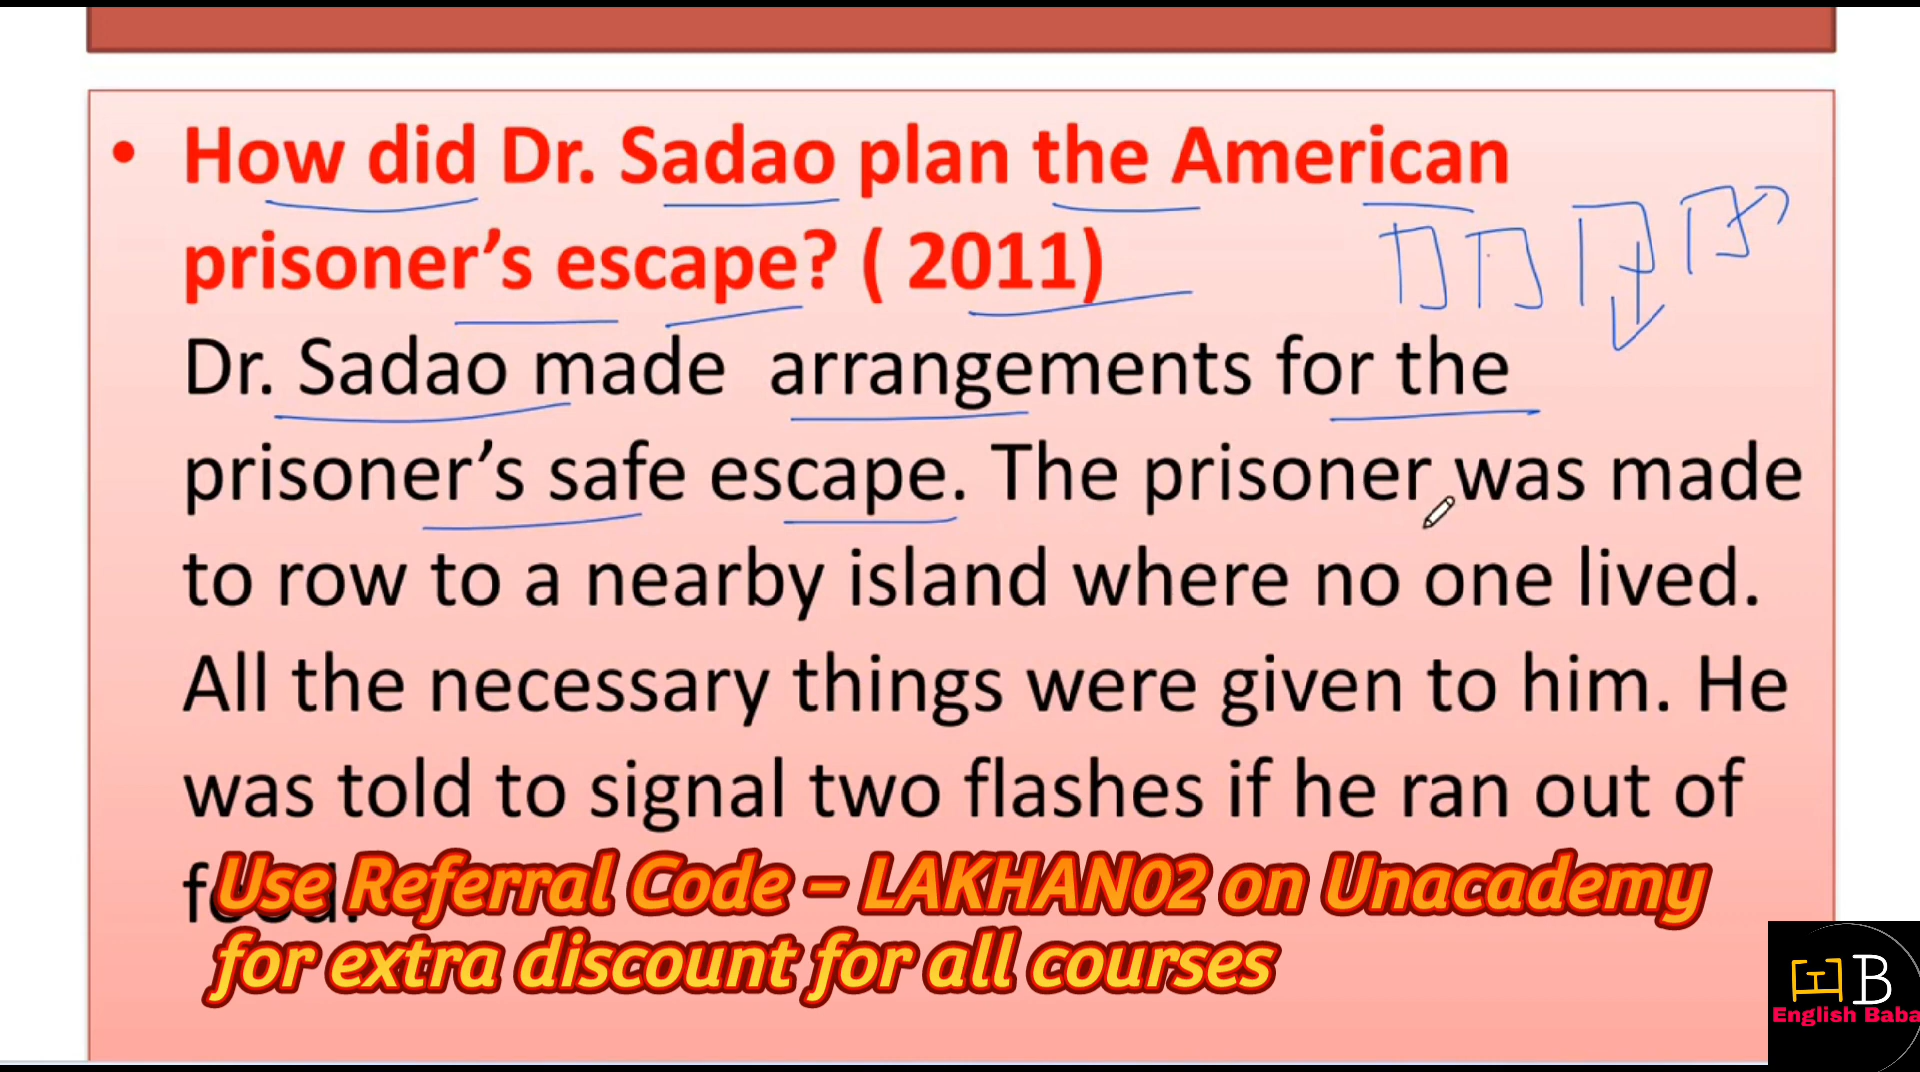 • How did Dr. Sadao plan the American
prisoner’s escape? ( 2011)
Dr. Sadao made arrangements for the
prisoner’s safe escape. The prisoner was made
to row to a nearby island where no one lived.
All the necessary things were given to him. He
was told to signal two flashes if he ran out of
food.
Use Referral Code – LAKHAN02 on Unacademy
for extra discount for all courses
B
English Baba